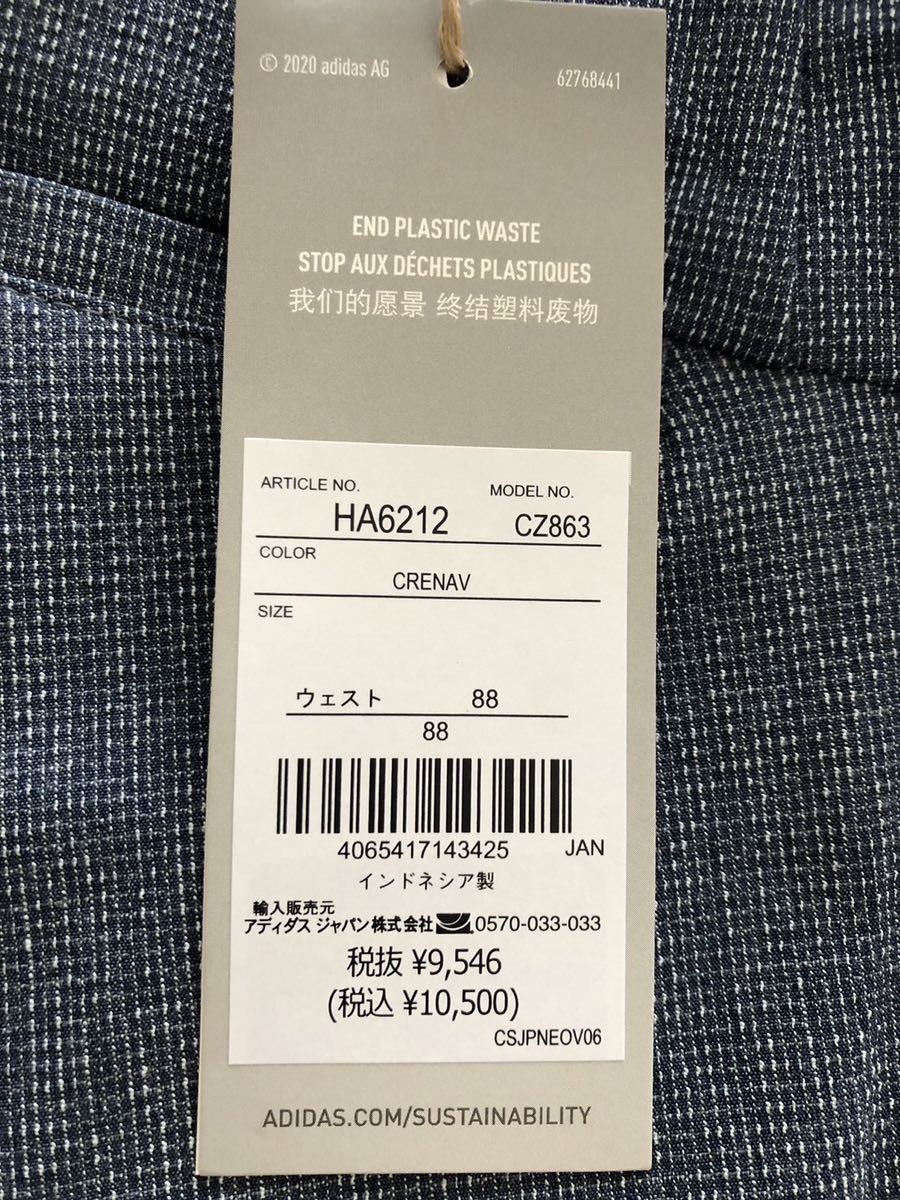 © 2020 adidas AG
62768441
END PLASTIC WASTE
STOP AUX DÉCHETS PLASTIQUES
我们的愿景 终结塑料废物
ARTICLE NO. MODEL NO.
HA6212 CZ863
COLOR
CRENAV
SIZE
ウェスト 88
88
4065417143425 JAN
インドネシア製
輸入販売元
アディダス ジャパン株式会社 0570-033-033
税抜 ¥9,546
(税込 ¥10,500)
CSJPNEOV06
ADIDAS.COM/SUSTAINABILITY